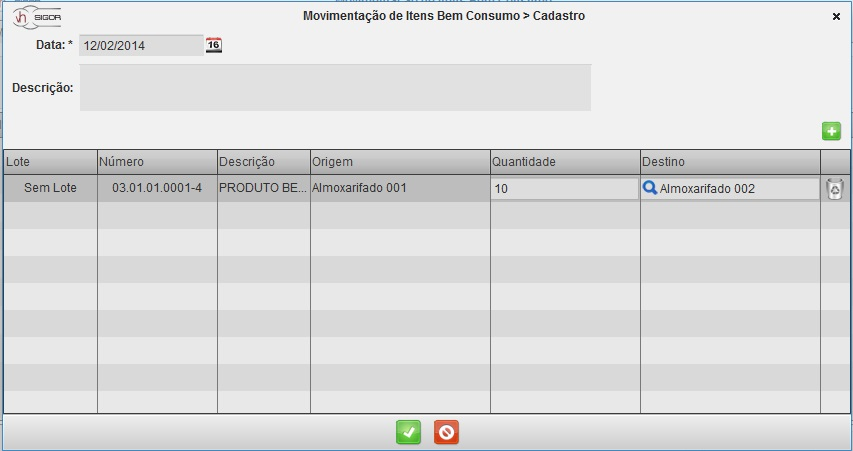 vh SIGOR
Movimentação de Itens Bem Consumo > Cadastro
Data: * 12/02/2014 16
Descrição:
Lote Número Descrição Origem Quantidade Destino
Sem Lote 03.01.01.0001-4 PRODUTO BE... Almoxarifado 001 10 Almoxarifado 002